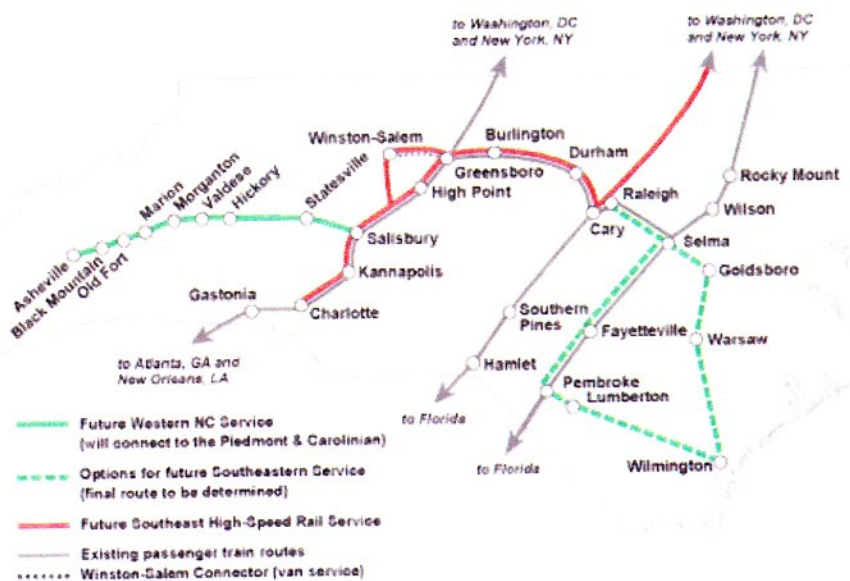 to Washington, DC
and New York, NY
to Washington, DC
and New York, NY
Winston-Salem
Burlington
Durham
Greensboro
High Point
Statesville
Hickory
Valdese
Morganton
Marion
Old Fort
Black Mountain
Asheville
Raleigh
Cary
Rocky Mount
Wilson
Selma
Goldsboro
Salisbury
Kannapolis
Charlotte
Gastonia
to Atlanta, GA and
New Orleans, LA
Southern
Pines
Hamlet
to Florida
Fayetteville
Warsaw
Pembroke
Lumberton
to Florida
Wilmington
Future Western NC Service
(will connect to the Piedmont & Carolinian)
Options for future Southeastern Service
(final route to be determined)
Future Southeast High-Speed Rail Service
Existing passenger train routes
Winston-Salem Connector (van service)